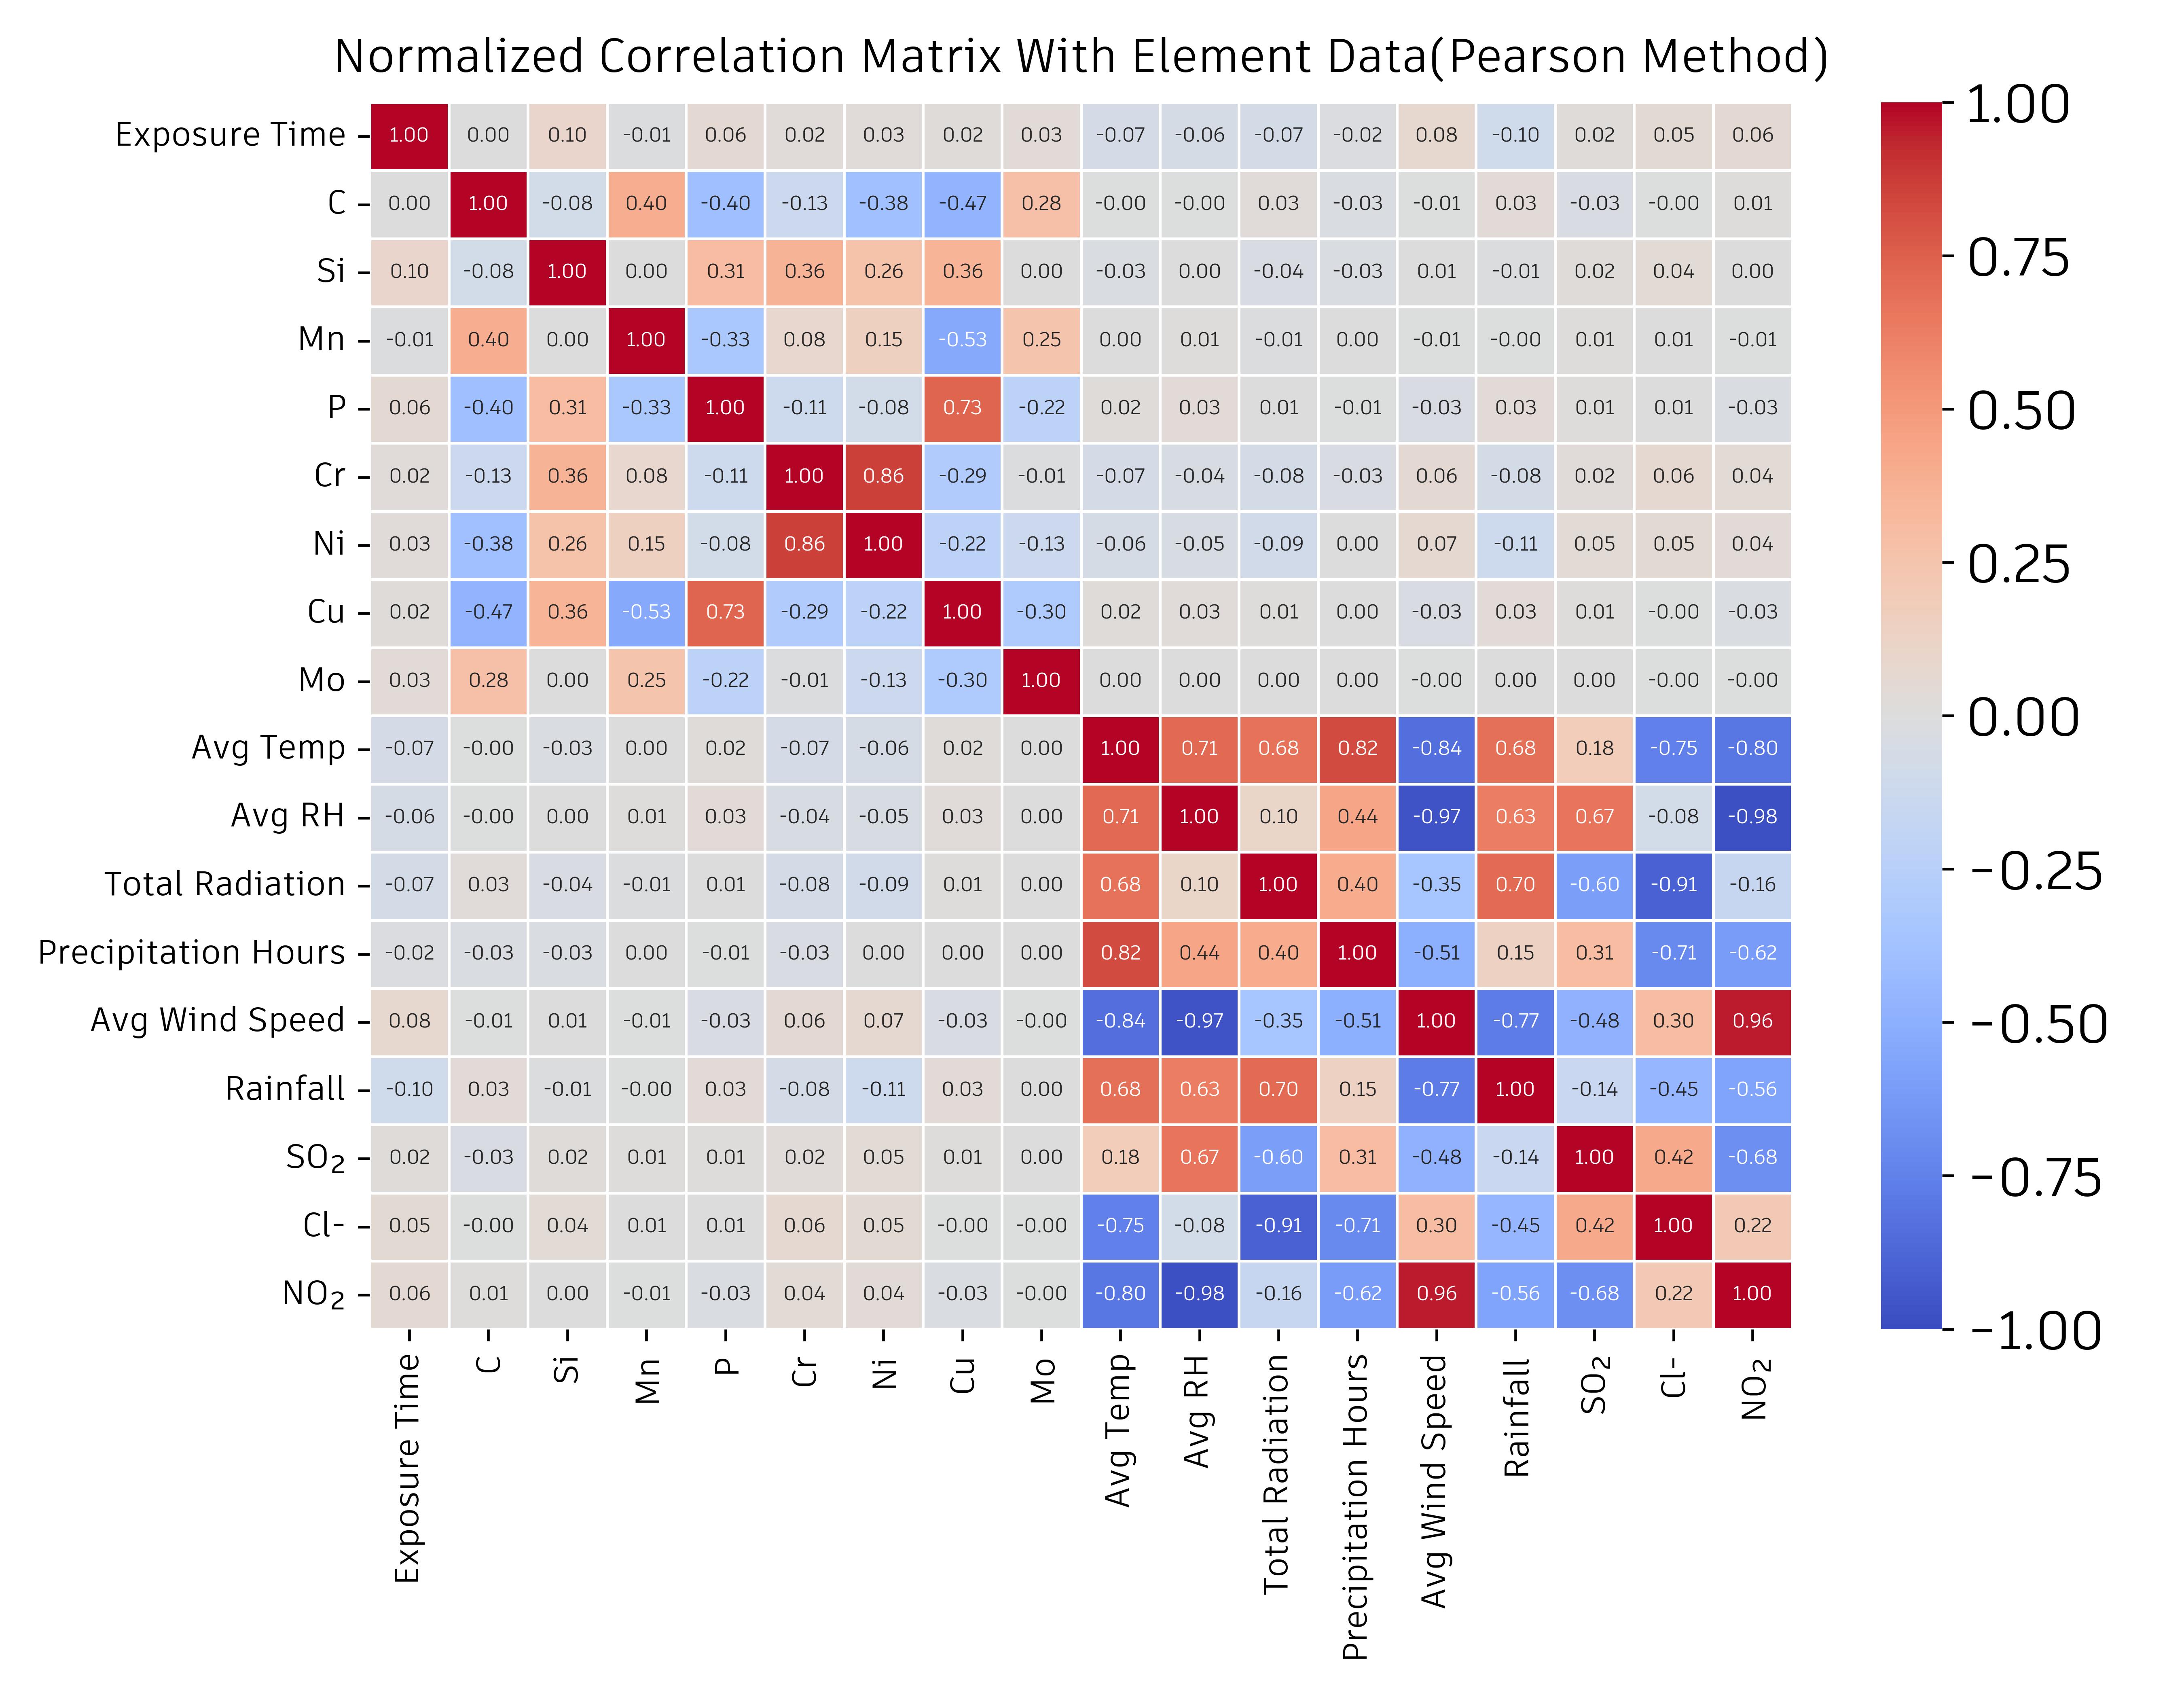 Normalized Correlation Matrix With Element Data(Pearson Method)
Exposure Time 1.00 0.00 0.10 -0.01 0.06 0.02 0.03 0.02 0.03 -0.07 -0.06 -0.07 -0.02 0.08 -0.10 0.02 0.05 0.06
C 0.00 1.00 -0.08 0.40 -0.40 -0.13 -0.38 -0.47 0.28 -0.00 -0.00 0.03 -0.03 -0.01 0.03 -0.03 -0.00 0.01
Si 0.10 -0.08 1.00 0.00 0.31 0.36 0.26 0.36 0.00 -0.03 0.00 -0.04 -0.03 0.01 -0.01 0.02 0.04 0.00
Mn -0.01 0.40 0.00 1.00 -0.33 0.08 0.15 -0.53 0.25 0.00 0.01 -0.01 0.00 -0.01 -0.00 0.01 0.01 -0.01
P 0.06 -0.40 0.31 -0.33 1.00 -0.11 -0.08 0.73 -0.22 0.02 0.03 0.01 -0.01 -0.03 0.03 0.01 0.01 -0.03
Cr 0.02 -0.13 0.36 0.08 -0.11 1.00 0.86 -0.29 -0.01 -0.07 -0.04 -0.08 -0.03 0.06 -0.08 0.02 0.06 0.04
Ni 0.03 -0.38 0.26 0.15 -0.08 0.86 1.00 -0.22 -0.13 -0.06 -0.05 -0.09 0.00 0.07 -0.11 0.05 0.05 0.04
Cu 0.02 -0.47 0.36 -0.53 0.73 -0.29 -0.22 1.00 -0.30 0.02 0.03 0.01 0.00 -0.03 0.03 0.01 -0.00 -0.03
Mo 0.03 0.28 0.00 0.25 -0.22 -0.01 -0.13 -0.30 1.00 0.00 0.00 0.00 0.00 -0.00 0.00 0.00 -0.00 -0.00
Avg Temp -0.07 -0.00 -0.03 0.00 0.02 -0.07 -0.06 0.02 0.00 1.00 0.71 0.68 0.82 -0.84 0.68 0.18 -0.75 -0.80
Avg RH -0.06 -0.00 0.00 0.01 0.03 -0.04 -0.05 0.03 0.00 0.71 1.00 0.10 0.44 -0.97 0.63 0.67 -0.08 -0.98
Total Radiation -0.07 0.03 -0.04 -0.01 0.01 -0.08 -0.09 0.01 0.00 0.68 0.10 1.00 0.40 -0.35 0.70 -0.60 -0.91 -0.16
Precipitation Hours -0.02 -0.03 -0.03 0.00 -0.01 -0.03 0.00 0.00 0.00 0.82 0.44 0.40 1.00 -0.51 0.15 0.31 -0.71 -0.62
Avg Wind Speed 0.08 -0.01 0.01 -0.01 -0.03 0.06 0.07 -0.03 -0.00 -0.84 -0.97 -0.35 -0.51 1.00 -0.77 -0.48 0.30 0.96
Rainfall -0.10 0.03 -0.01 -0.00 0.03 -0.08 -0.11 0.03 0.00 0.68 0.63 0.70 0.15 -0.77 1.00 -0.14 -0.45 -0.56
SO₂ 0.02 -0.03 0.02 0.01 0.01 0.02 0.05 0.01 0.00 0.18 0.67 -0.60 0.31 -0.48 -0.14 1.00 0.42 -0.68
Cl- 0.05 -0.00 0.04 0.01 0.01 0.06 0.05 -0.00 -0.00 -0.75 -0.08 -0.91 -0.71 0.30 -0.45 0.42 1.00 0.22
NO₂ 0.06 0.01 0.00 -0.01 -0.03 0.04 0.04 -0.03 -0.00 -0.80 -0.98 -0.16 -0.62 0.96 -0.56 -0.68 0.22 1.00
Exposure Time
C
Si
Mn
P
Cr
Ni
Cu
Mo
Avg Temp
Avg RH
Total Radiation
Precipitation Hours
Avg Wind Speed
Rainfall
SO₂
Cl-
NO₂
1.00
0.75
0.50
0.25
0.00
−0.25
−0.50
−0.75
−1.00